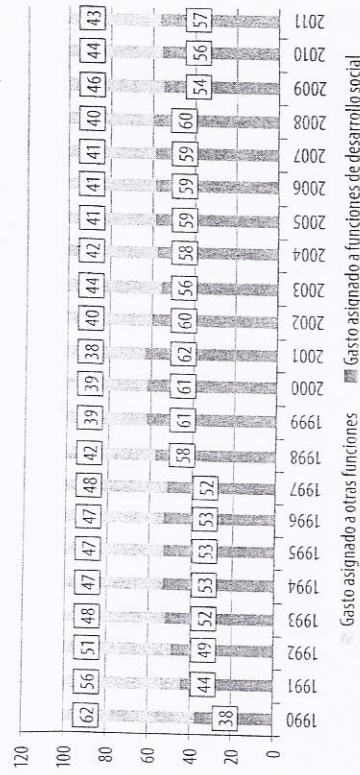 120
100
80
60
40
20
0
62 56 51 48 47 47 47 48 42 39 39 38 40 44 42 41 41 41 40 46 44 43
38 44 49 52 53 53 53 52 58 61 61 62 60 56 58 59 59 59 60 54 56 57
1990 1991 1992 1993 1994 1995 1996 1997 1998 1999 2000 2001 2002 2003 2004 2005 2006 2007 2008 2009 2010 2011
Gasto asignado a otras funciones Gasto asignado a funciones de desarrollo social